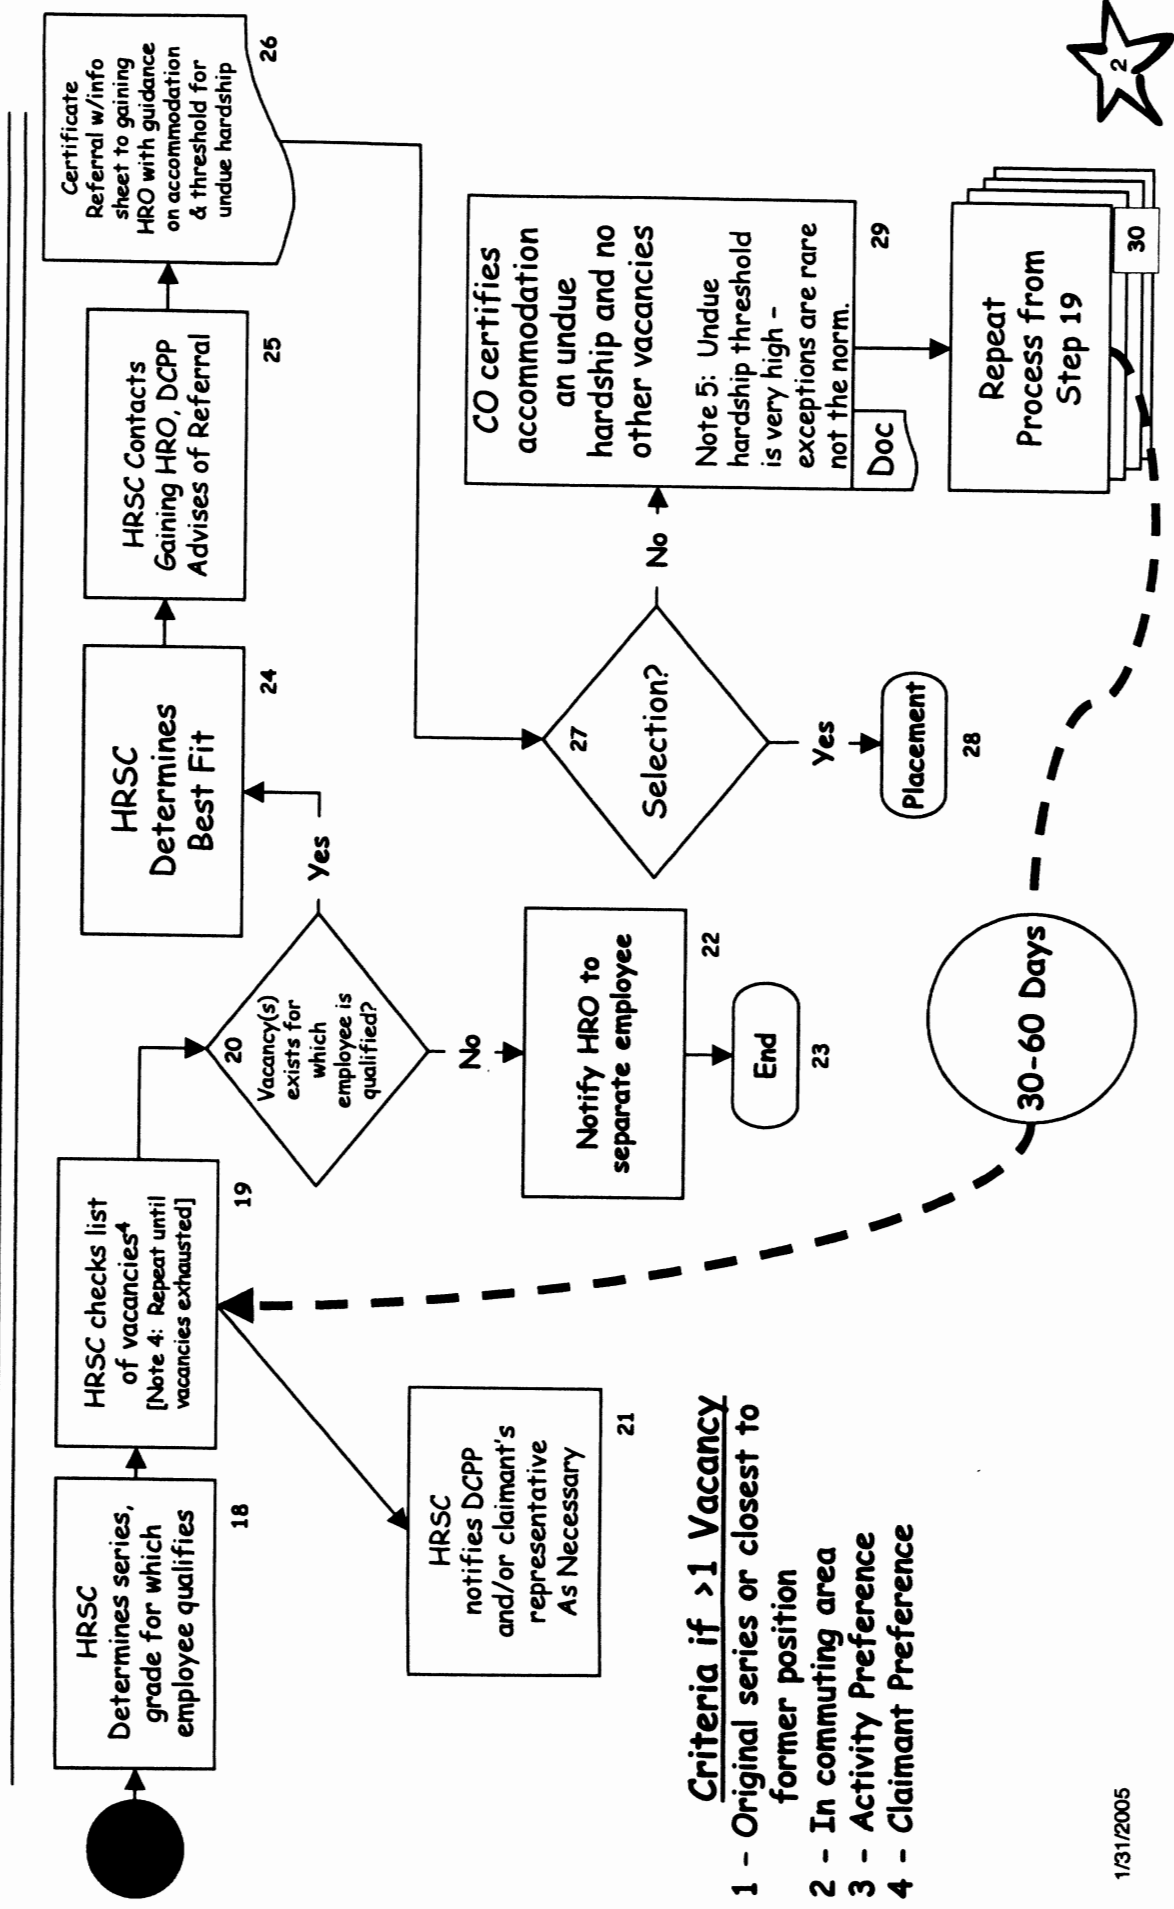 HRSC
Determines series,
grade for which
employee qualifies
18
HRSC checks list
of vacancies⁴
[Note 4: Repeat until
vacancies exhausted]
19
20
Vacancy(s)
exists for
which
employee is
qualified?
Yes
No
HRSC
notifies DCPP
and/or claimant's
representative
As Necessary
21
Notify HRO to
separate employee
22
End
23
HRSC
Determines
Best Fit
24
HRSC Contacts
Gaining HRO, DCPP
Advises of Referral
25
Certificate
Referral w/info
sheet to gaining
HRO with guidance
on accommodation
& threshold for
undue hardship
26
27
Selection?
Yes
No
Placement
28
CO certifies
accommodation
an undue
hardship and no
other vacancies
Note 5: Undue
hardship threshold
is very high -
exceptions are rare
not the norm.
29
Doc
Repeat
Process from
Step 19
30
30-60 Days
Criteria if >1 Vacancy
1 - Original series or closest to
former position
2 - In commuting area
3 - Activity Preference
4 - Claimant Preference
1/31/2005
2